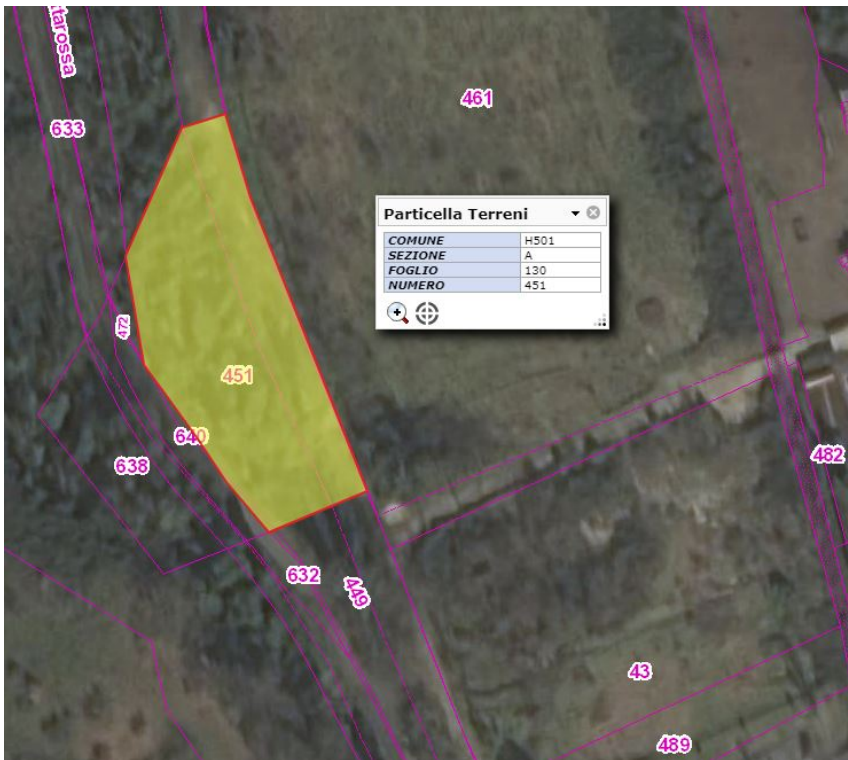 ttarossa
461
633
Particella Terreni
COMUNE H501
SEZIONE A
FOGLIO 130
NUMERO 451
472
451
640
638
482
632
449
43
489